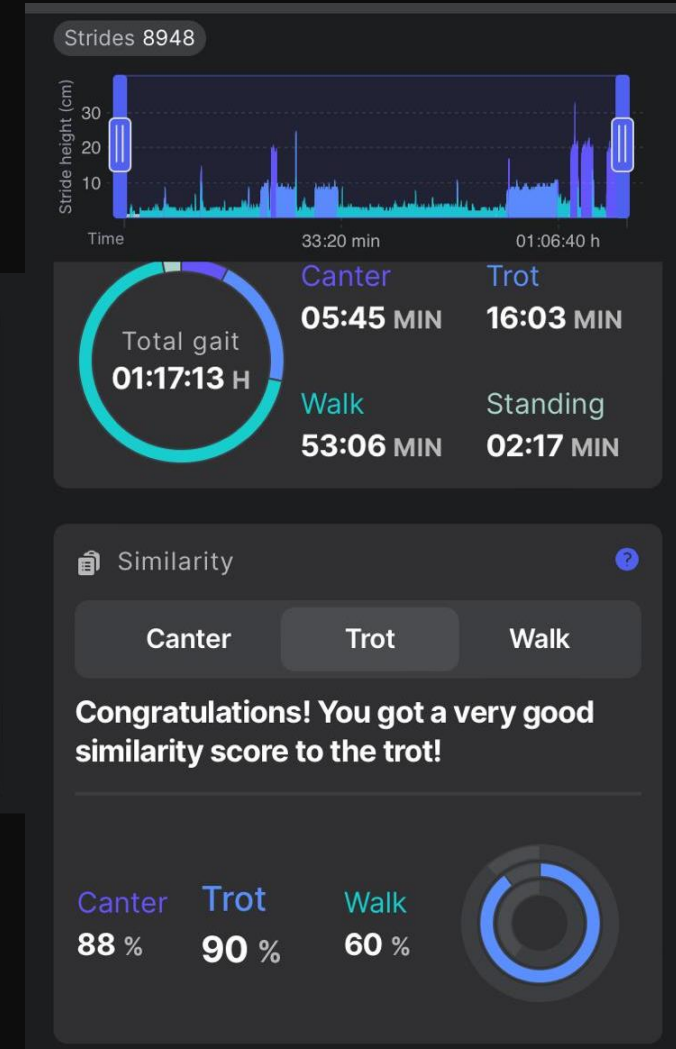 Strides 8948
Stride height (cm)
30
20
10
Time
33:20 min
01:06:40 h
Total gait
01:17:13 H
Canter
05:45 MIN
Trot
16:03 MIN
Walk
53:06 MIN
Standing
02:17 MIN
Similarity
?
Canter Trot Walk
Congratulations! You got a very good
similarity score to the trot!
Canter
88 %
Trot
90 %
Walk
60 %